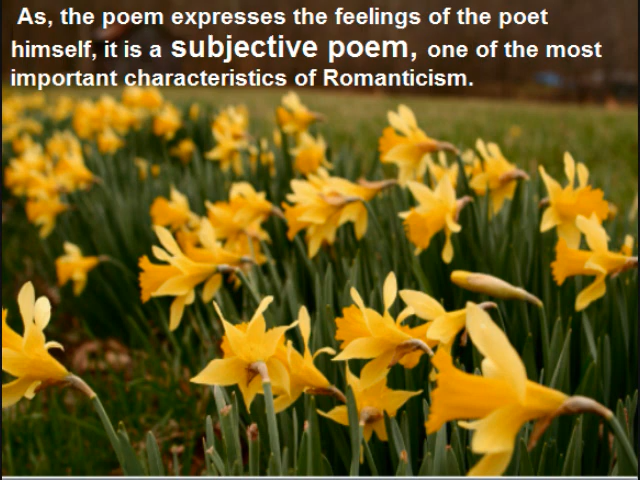 As, the poem expresses the feelings of the poet
himself, it is a subjective poem, one of the most
important characteristics of Romanticism.